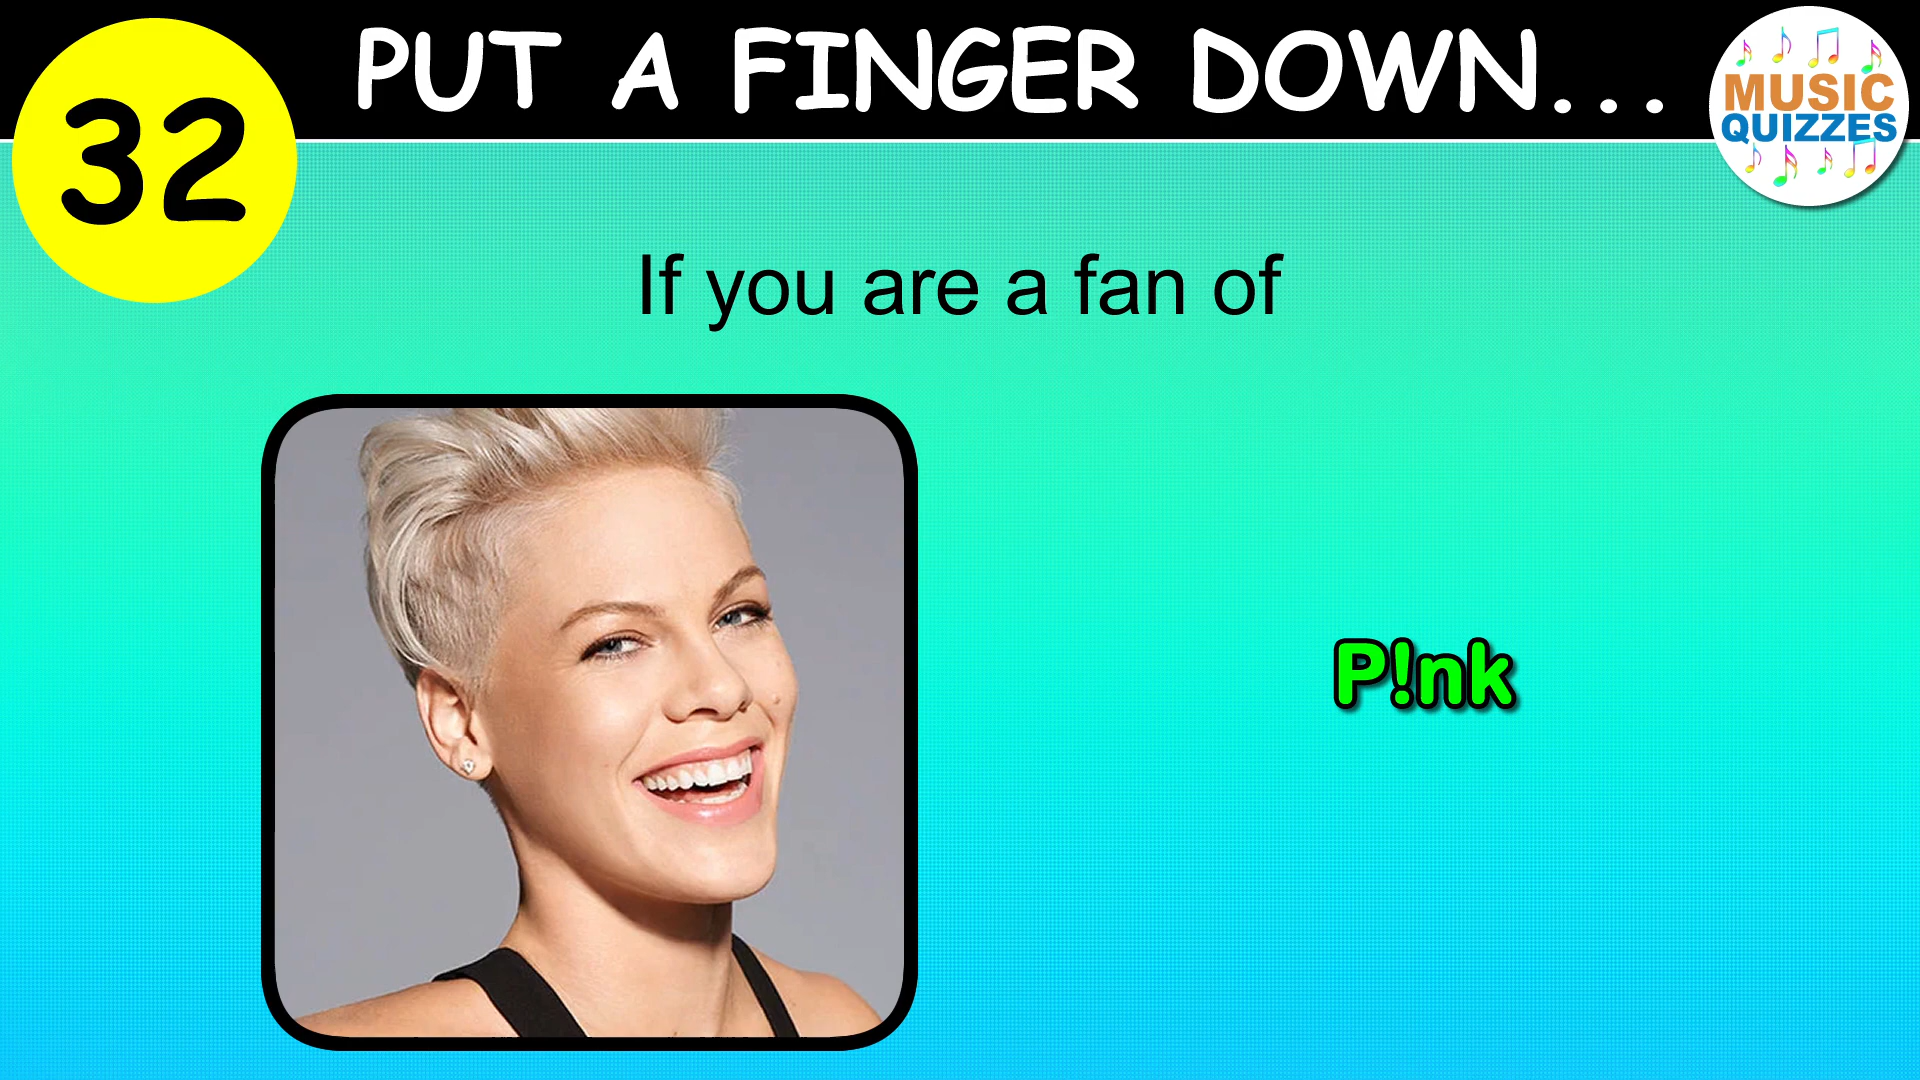 32
PUT A FINGER DOWN...
MUSIC
QUIZZES
If you are a fan of
P!nk